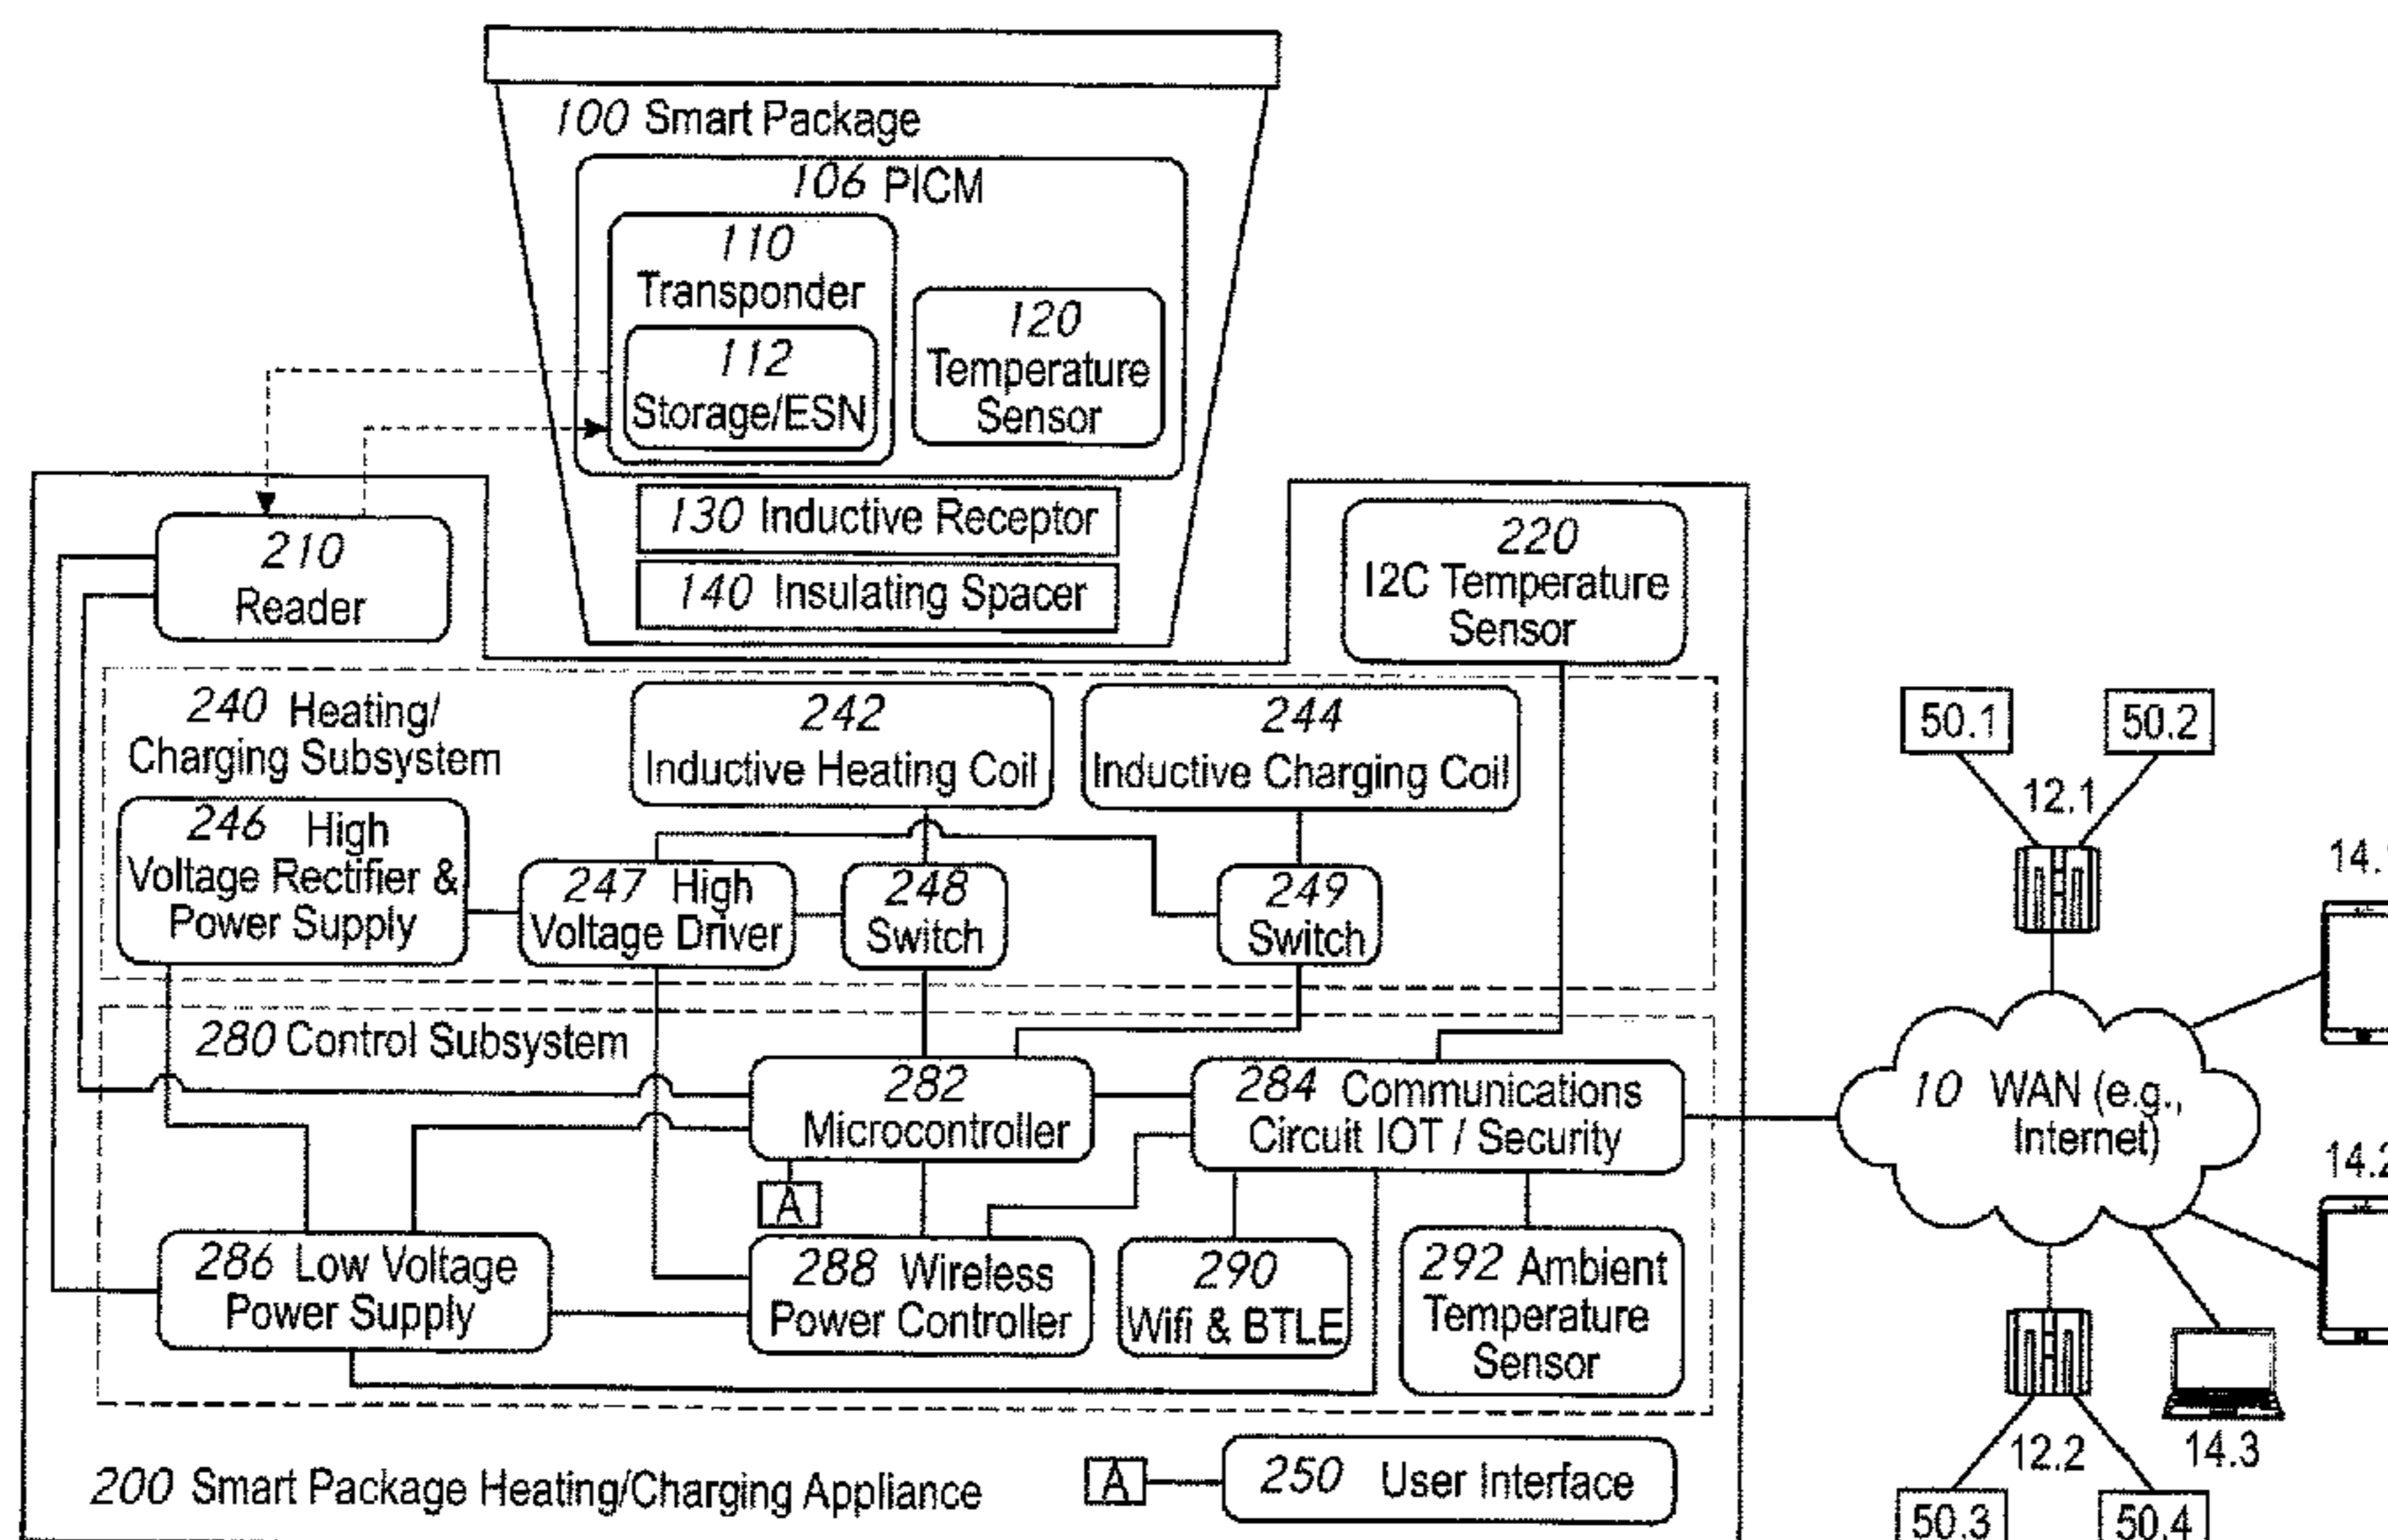 100 Smart Package
106 PICM
110
Transponder
112
Storage/ESN
120
Temperature
Sensor
130 Inductive Receptor
140 Insulating Spacer
210
Reader
220
I2C Temperature
Sensor
240 Heating/
Charging Subsystem
242
Inductive Heating Coil
244
Inductive Charging Coil
246 High
Voltage Rectifier &
Power Supply
247 High
Voltage Driver
248
Switch
249
Switch
280 Control Subsystem
282
Microcontroller
284 Communications
Circuit IOT / Security
A
286 Low Voltage
Power Supply
288 Wireless
Power Controller
290
Wifi & BTLE
292 Ambient
Temperature
Sensor
200 Smart Package Heating/Charging Appliance
A
250 User Interface
50.1
50.2
12.1
10 WAN (e.g.,
Internet)
14.2
12.2
14.3
50.3
50.4